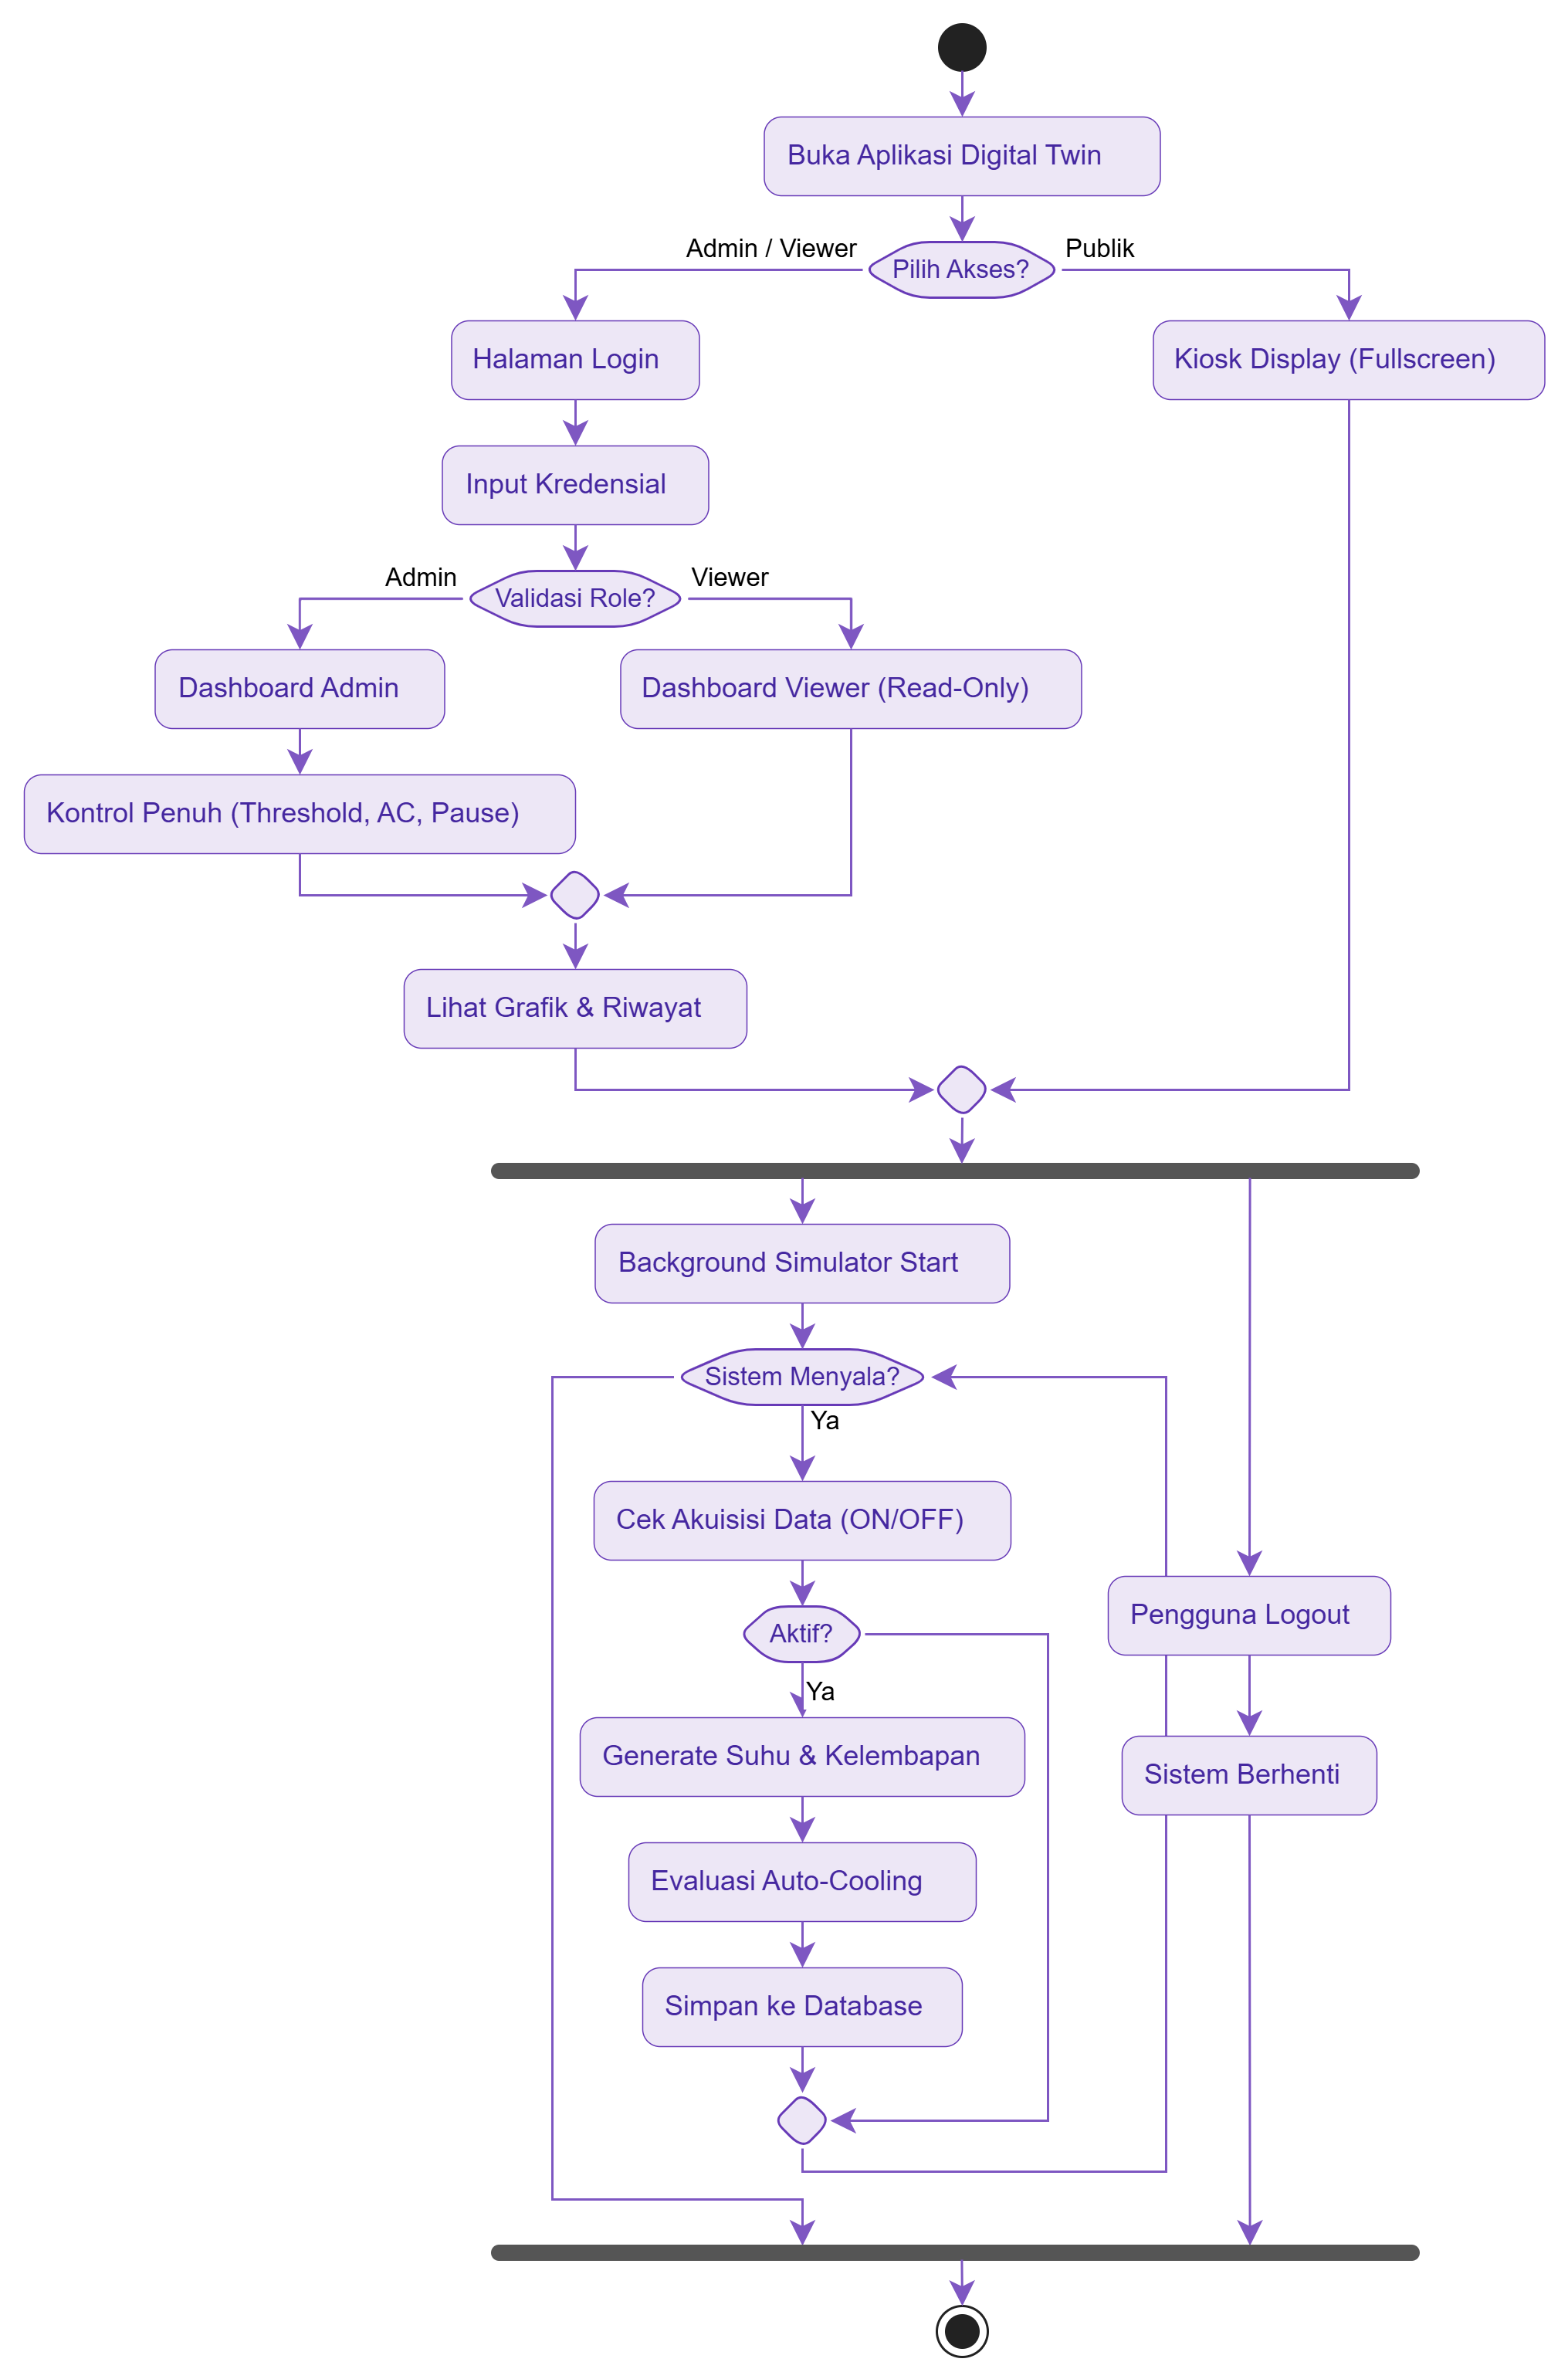 Buka Aplikasi Digital Twin
Admin / Viewer
Pilih Akses?
Publik
Halaman Login
Kiosk Display (Fullscreen)
Input Kredensial
Admin
Validasi Role?
Viewer
Dashboard Admin
Dashboard Viewer (Read-Only)
Kontrol Penuh (Threshold, AC, Pause)
Lihat Grafik & Riwayat
Background Simulator Start
Sistem Menyala?
Ya
Cek Akuisisi Data (ON/OFF)
Pengguna Logout
Aktif?
Ya
Generate Suhu & Kelembapan
Sistem Berhenti
Evaluasi Auto-Cooling
Simpan ke Database